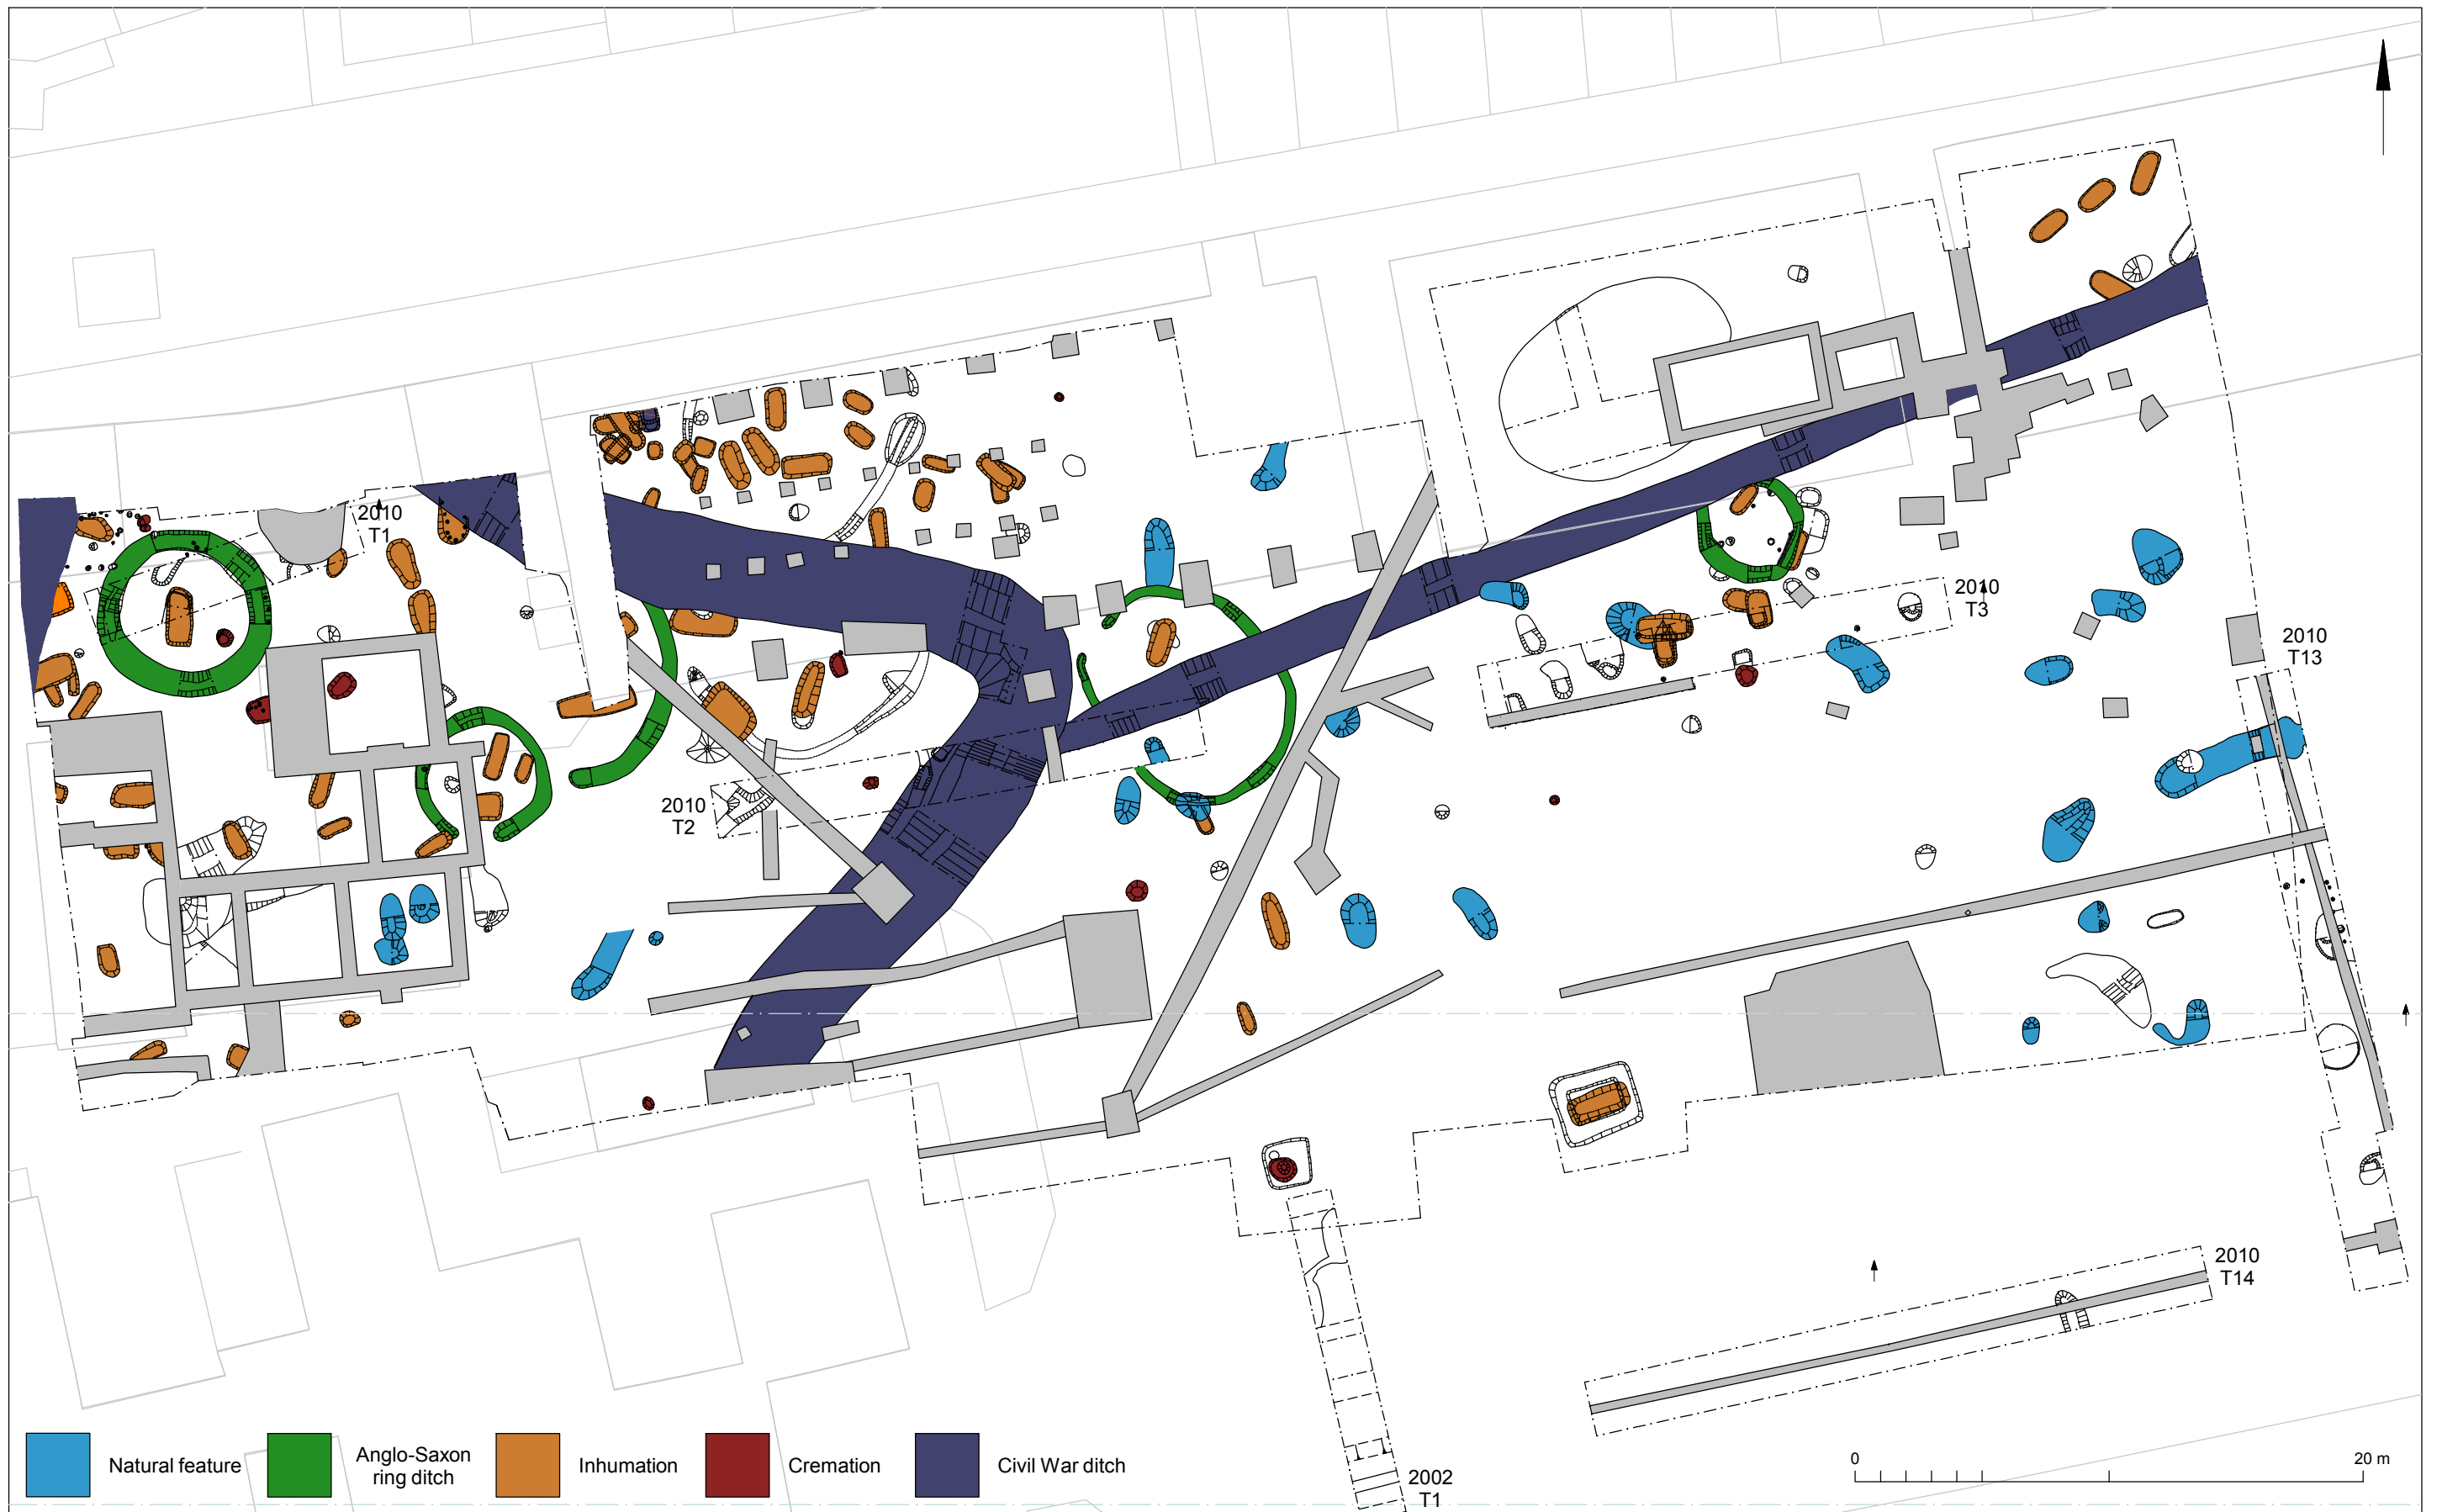 2010
T1
2010
T3
2010
T13
2010
T2
2010
T14
Natural feature
Anglo-Saxon
ring ditch
Inhumation
Cremation
Civil War ditch
2002
T1
0
20 m